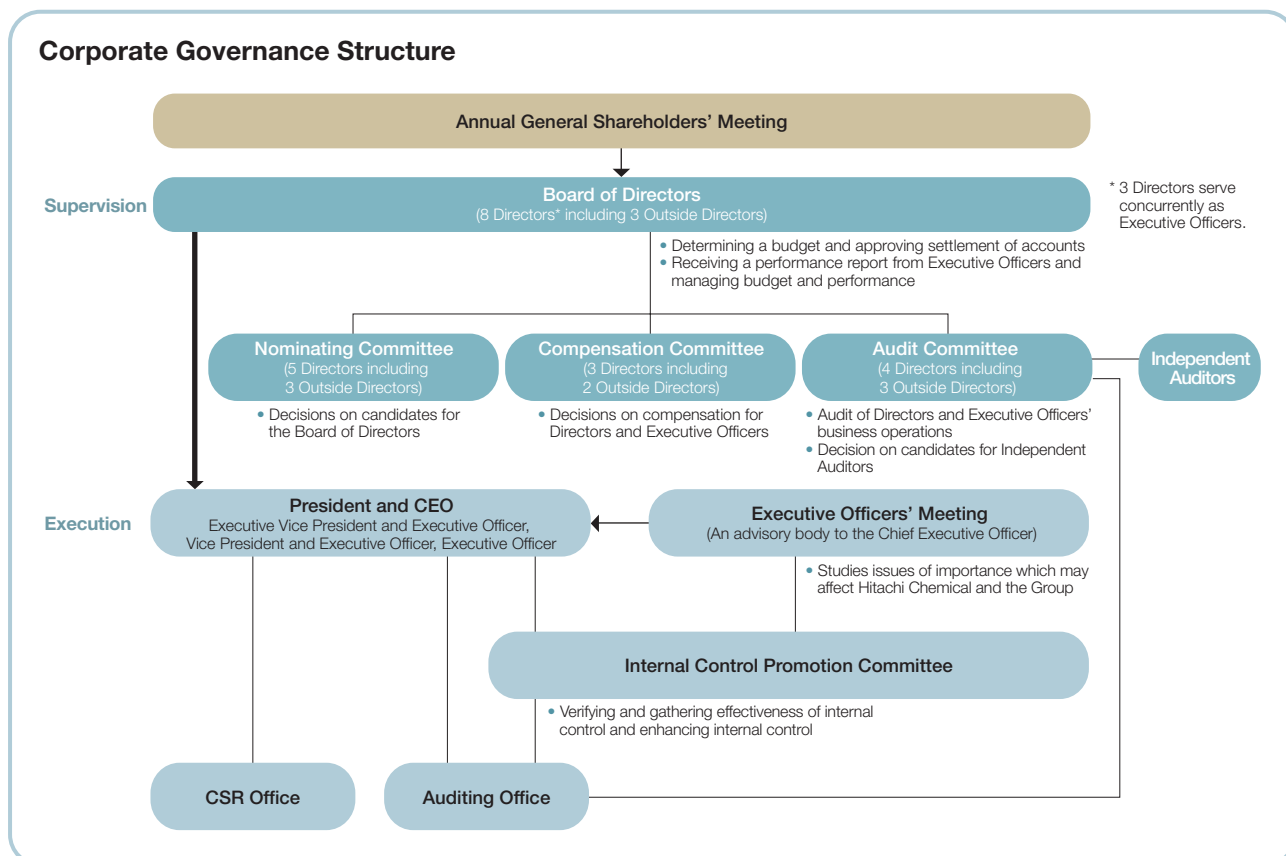 Corporate Governance Structure
Annual General Shareholders' Meeting
Supervision
Board of Directors
(8 Directors* including 3 Outside Directors)
* 3 Directors serve
concurrently as
Executive Officers.
• Determining a budget and approving settlement of accounts
• Receiving a performance report from Executive Officers and
managing budget and performance
Nominating Committee
(5 Directors including
3 Outside Directors)
• Decisions on candidates for
the Board of Directors
Compensation Committee
(3 Directors including
2 Outside Directors)
• Decisions on compensation for
Directors and Executive Officers
Audit Committee
(4 Directors including
3 Outside Directors)
• Audit of Directors and Executive Officers'
business operations
• Decision on candidates for Independent
Auditors
Independent
Auditors
Execution
President and CEO
Executive Vice President and Executive Officer,
Vice President and Executive Officer, Executive Officer
Executive Officers' Meeting
(An advisory body to the Chief Executive Officer)
• Studies issues of importance which may
affect Hitachi Chemical and the Group
Internal Control Promotion Committee
• Verifying and gathering effectiveness of internal
control and enhancing internal control
CSR Office
Auditing Office